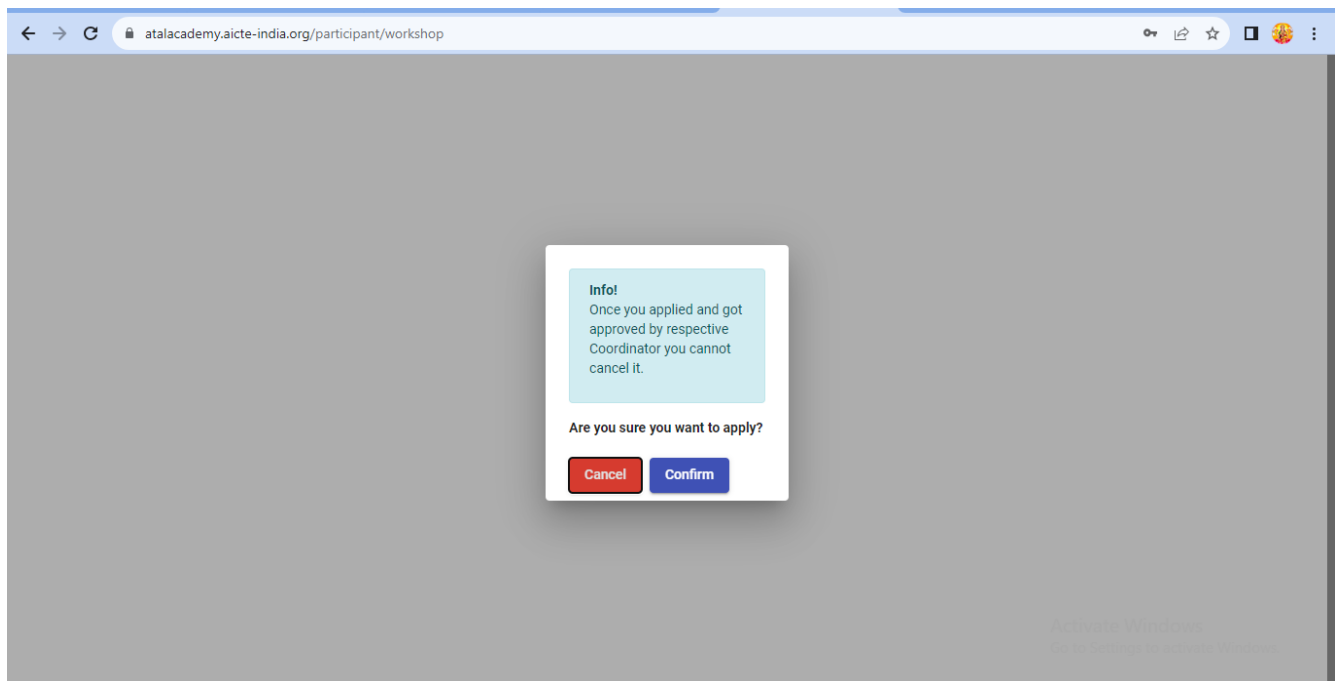 atalacademy.aicte-india.org/participant/workshop
Info!
Once you applied and got
approved by respective
Coordinator you cannot
cancel it.
Are you sure you want to apply?
Cancel Confirm
Activate Windows
Go to Settings to activate Windows.